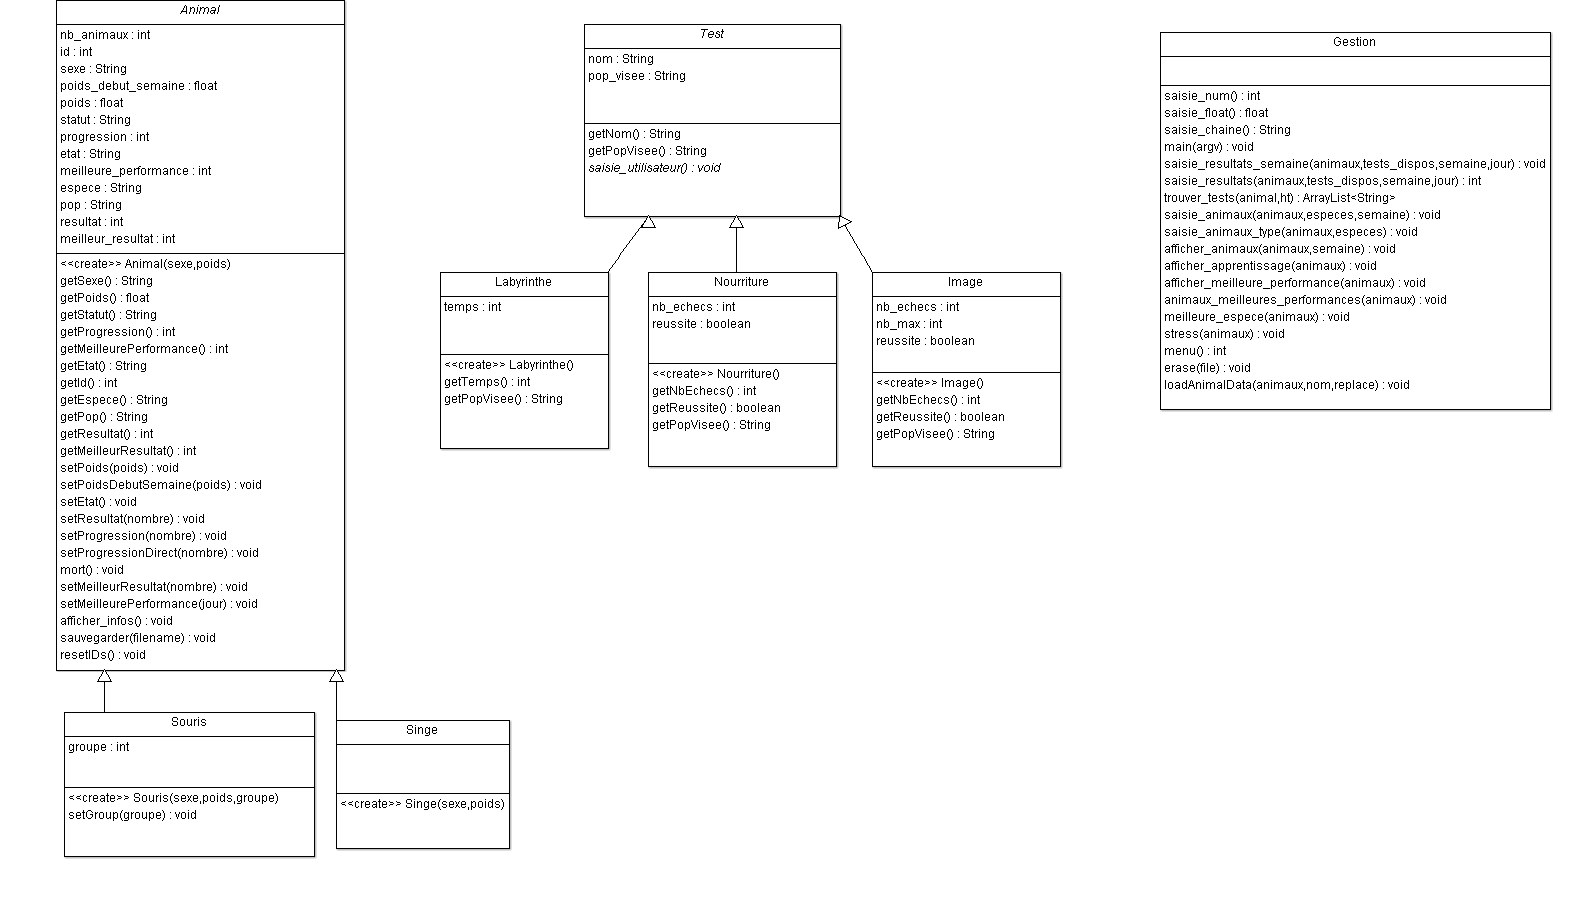 Animal
nb_animaux : int
id : int
sexe : String
poids_debut_semaine : float
poids : float
statut : String
progression : int
etat : String
meilleure_performance : int
espece : String
pop : String
resultat : int
meilleur_resultat : int
<<create>> Animal(sexe,poids)
getSexe() : String
getPoids() : float
getStatut() : String
getProgression() : int
getMeilleurePerformance() : int
getEtat() : String
getId() : int
getEspece() : String
getPop() : String
getResultat() : int
getMeilleurResultat() : int
setPoids(poids) : void
setPoidsDebutSemaine(poids) : void
setEtat() : void
setResultat(nombre) : void
setProgression(nombre) : void
setProgressionDirect(nombre) : void
mort() : void
setMeilleurResultat(nombre) : void
setMeilleurePerformance(jour) : void
afficher_infos() : void
sauvegarder(filename) : void
resetIDs() : void
Souris
groupe : int
<<create>> Souris(sexe,poids,groupe)
setGroup(groupe) : void
Singe
<<create>> Singe(sexe,poids)
Test
nom : String
pop_visee : String
getNom() : String
getPopVisee() : String
saisie_utilisateur() : void
Labyrinthe
temps : int
<<create>> Labyrinthe()
getTemps() : int
getPopVisee() : String
Nourriture
nb_echecs : int
reussite : boolean
<<create>> Nourriture()
getNbEchecs() : int
getReussite() : boolean
getPopVisee() : String
Image
nb_echecs : int
nb_max : int
reussite : boolean
<<create>> Image()
getNbEchecs() : int
getReussite() : boolean
getPopVisee() : String
Gestion
saisie_num() : int
saisie_float() : float
saisie_chaine() : String
main(argv) : void
saisie_resultats_semaine(animaux,tests_dispos,semaine,jour) : void
saisie_resultats(animaux,tests_dispos,semaine,jour) : int
trouver_tests(animal,ht) : ArrayList<String>
saisie_animaux(animaux,especes,semaine) : void
saisie_animaux_type(animaux,especes) : void
afficher_animaux(animaux,semaine) : void
afficher_apprentissage(animaux) : void
afficher_meilleure_performance(animaux) : void
animaux_meilleures_performances(animaux) : void
meilleure_espece(animaux) : void
stress(animaux) : void
menu() : int
erase(file) : void
loadAnimalData(animaux,nom,replace) : void